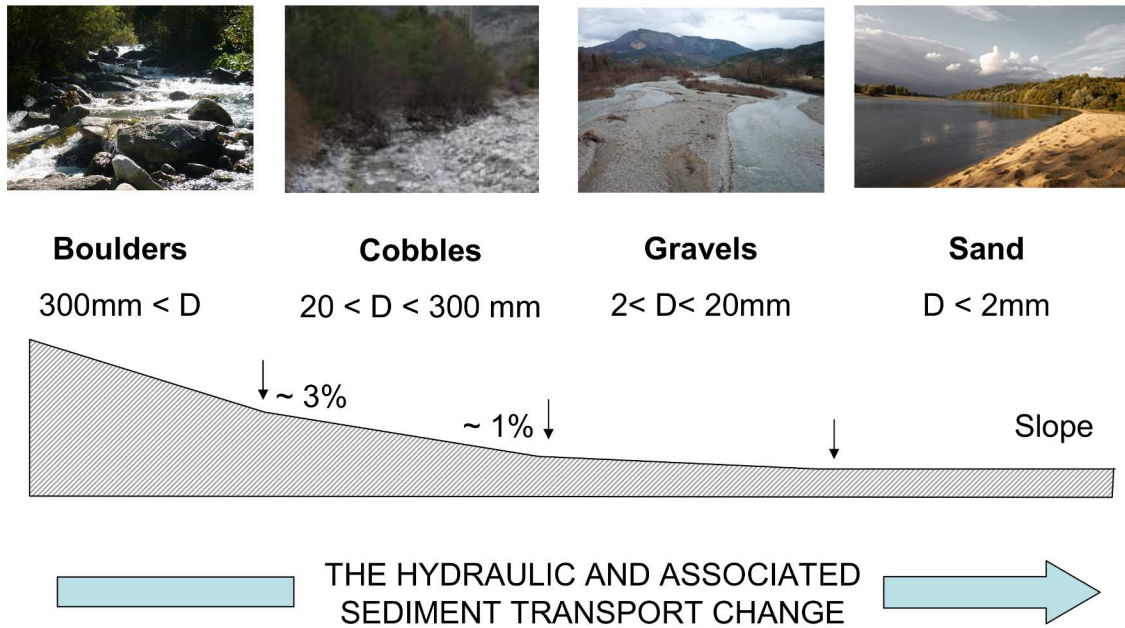 Boulders
Cobbles
Gravels
Sand
300mm < D
20 < D < 300 mm
2< D< 20mm
D < 2mm
~ 3%
~ 1%
Slope
THE HYDRAULIC AND ASSOCIATED
SEDIMENT TRANSPORT CHANGE